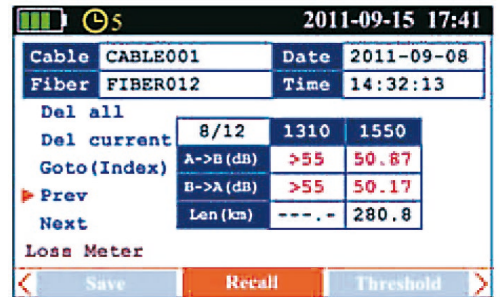 5 2011-09-15 17:41
Cable CABLE001 Date 2011-09-08
Fiber FIBER012 Time 14:32:13
Del all
Del current 8/12 1310 1550
Goto(Index) A->B(dB) >55 50.87
Prev B->A(dB) >55 50.17
Next Len(km) ---.- 280.8
Loss Meter
Save Recall Threshold